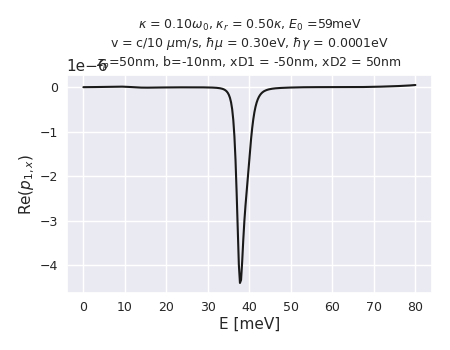 κ = 0.10ω₀, κᵣ = 0.50κ, E₀ =59meV
v = c/10 μm/s, ℏμ = 0.30eV, ℏγ = 0.0001eV
=50nm, b=-10nm, xD1 = -50nm, xD2 = 50nm
1e−6
0
−1
−2
−3
−4
Re(p₁,ₓ)
0 10 20 30 40 50 60 70 80
E [meV]